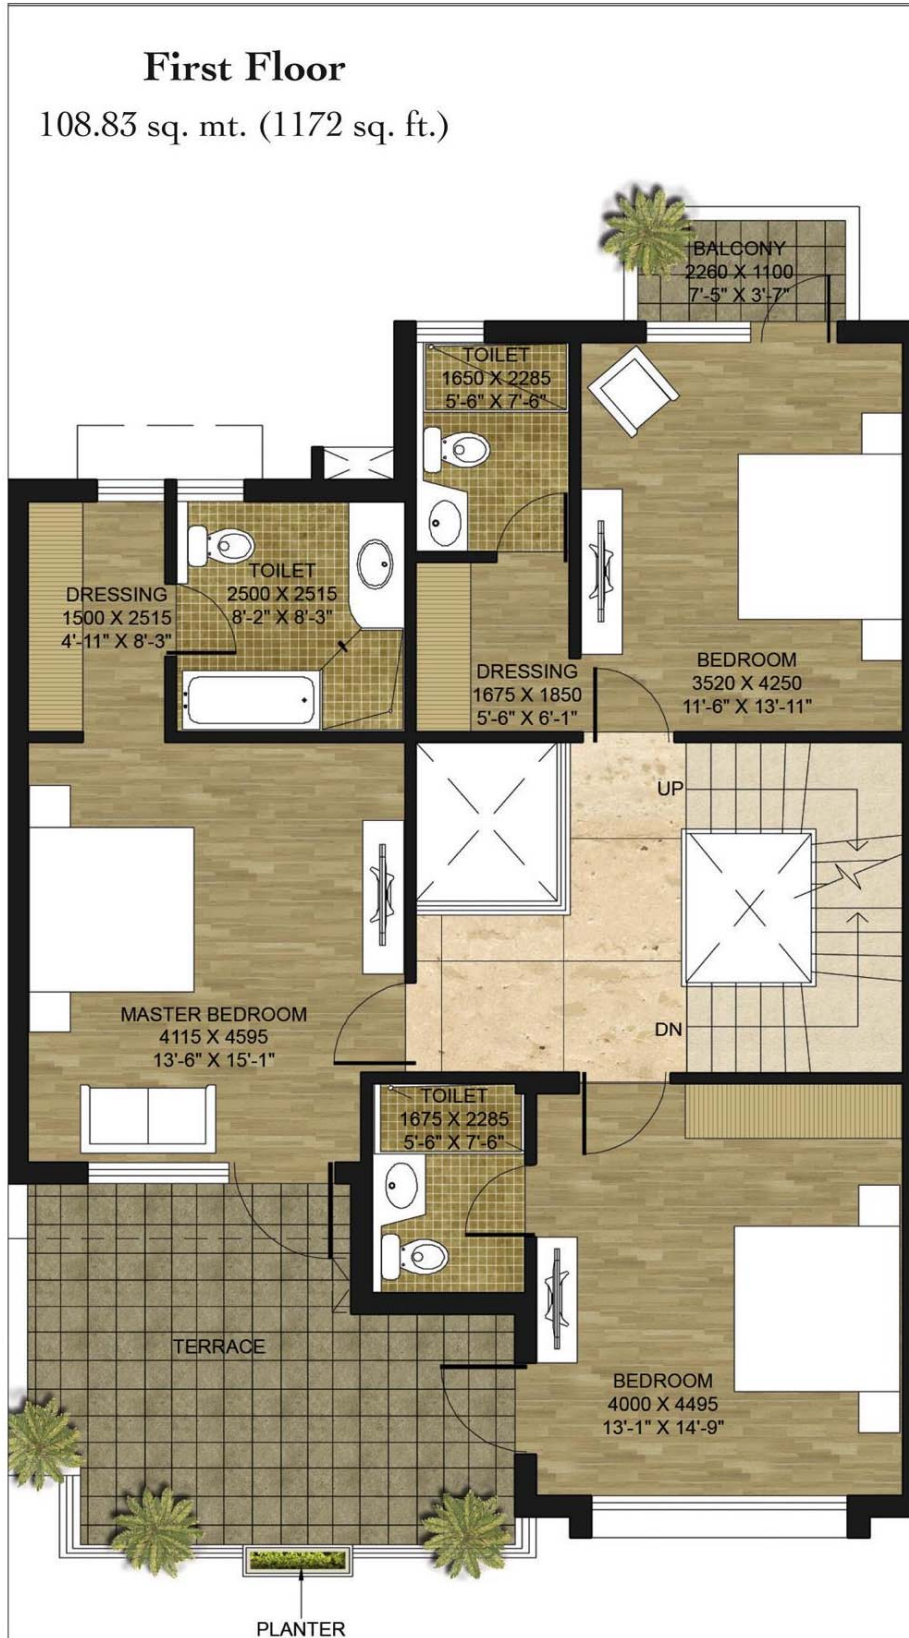 First Floor
108.83 sq. mt. (1172 sq. ft.)
BALCONY
2260 X 1100
7'-5" X 3'-7"
TOILET
1650 X 2285
5'-6" X 7'-6"
TOILET
2500 X 2515
8'-2" X 8'-3"
DRESSING
1500 X 2515
4'-11" X 8'-3"
DRESSING
1675 X 1850
5'-6" X 6'-1"
BEDROOM
3520 X 4250
11'-6" X 13'-11"
UP
MASTER BEDROOM
4115 X 4595
13'-6" X 15'-1"
DN
TOILET
1675 X 2285
5'-6" X 7'-6"
TERRACE
BEDROOM
4000 X 4495
13'-1" X 14'-9"
PLANTER